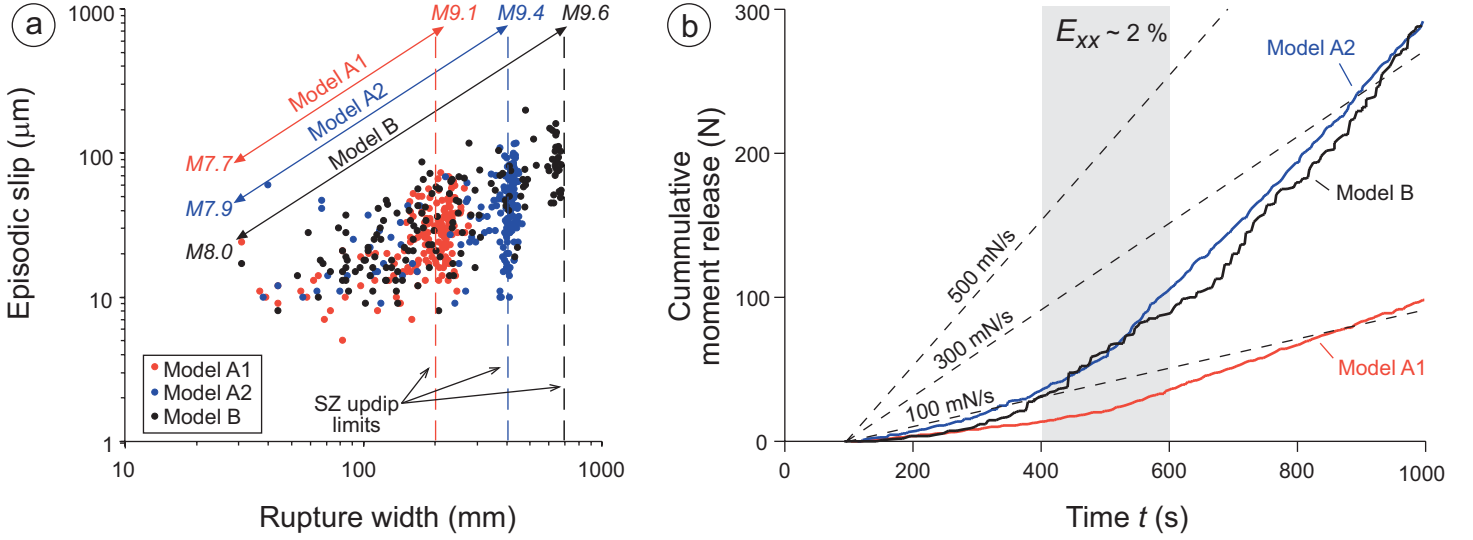 a
Episodic slip (μm)
1000
100
10
1
M9.1
M9.4
M9.6
Model A1
Model A2
Model B
M7.7
M7.9
M8.0
Model A1
Model A2
Model B
SZ updip
limits
10
100
1000
Rupture width (mm)
b
Cummulative
moment release (N)
300
200
100
0
Exx ~ 2 %
500 mN/s
300 mN/s
100 mN/s
Model A2
Model B
Model A1
0
200
400
600
800
1000
Time t (s)